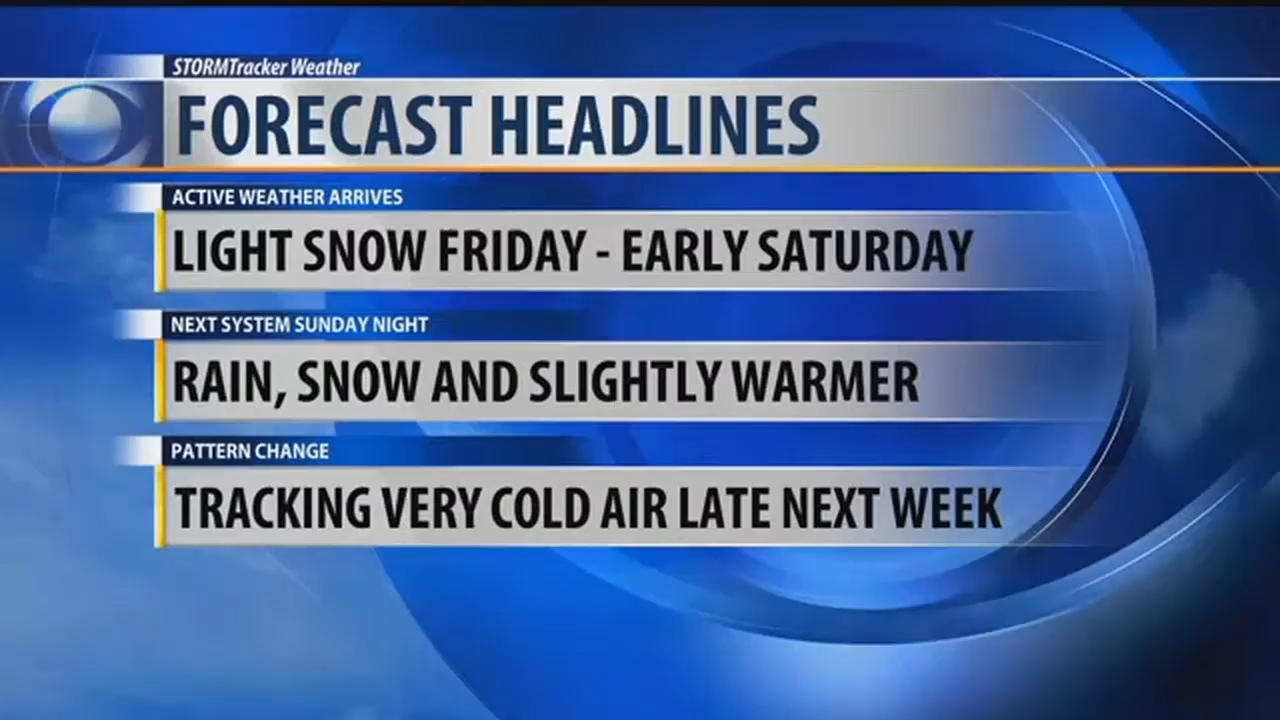 STORMTracker Weather
FORECAST HEADLINES
ACTIVE WEATHER ARRIVES
LIGHT SNOW FRIDAY - EARLY SATURDAY
NEXT SYSTEM SUNDAY NIGHT
RAIN, SNOW AND SLIGHTLY WARMER
PATTERN CHANGE
TRACKING VERY COLD AIR LATE NEXT WEEK